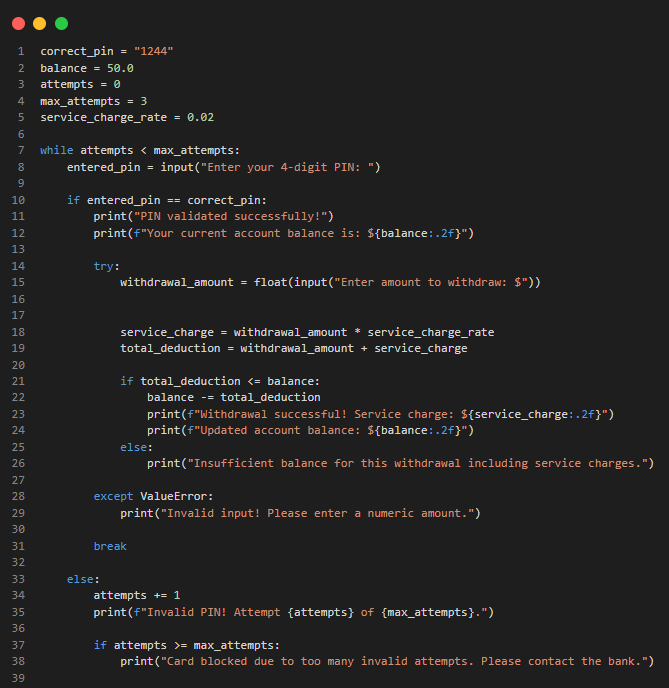 1 correct_pin = "1244"
2 balance = 50.0
3 attempts = 0
4 max_attempts = 3
5 service_charge_rate = 0.02
6
7 while attempts < max_attempts:
8     entered_pin = input("Enter your 4-digit PIN: ")
9
10     if entered_pin == correct_pin:
11         print("PIN validated successfully!")
12         print(f"Your current account balance is: ${balance:.2f}")
13
14         try:
15             withdrawal_amount = float(input("Enter amount to withdraw: $"))
16
17
18             service_charge = withdrawal_amount * service_charge_rate
19             total_deduction = withdrawal_amount + service_charge
20
21             if total_deduction <= balance:
22                 balance -= total_deduction
23                 print(f"Withdrawal successful! Service charge: ${service_charge:.2f}")
24                 print(f"Updated account balance: ${balance:.2f}")
25             else:
26                 print("Insufficient balance for this withdrawal including service charges.")
27
28         except ValueError:
29             print("Invalid input! Please enter a numeric amount.")
30
31         break
32
33     else:
34         attempts += 1
35         print(f"Invalid PIN! Attempt {attempts} of {max_attempts}.")
36
37         if attempts >= max_attempts:
38             print("Card blocked due to too many invalid attempts. Please contact the bank.")
39